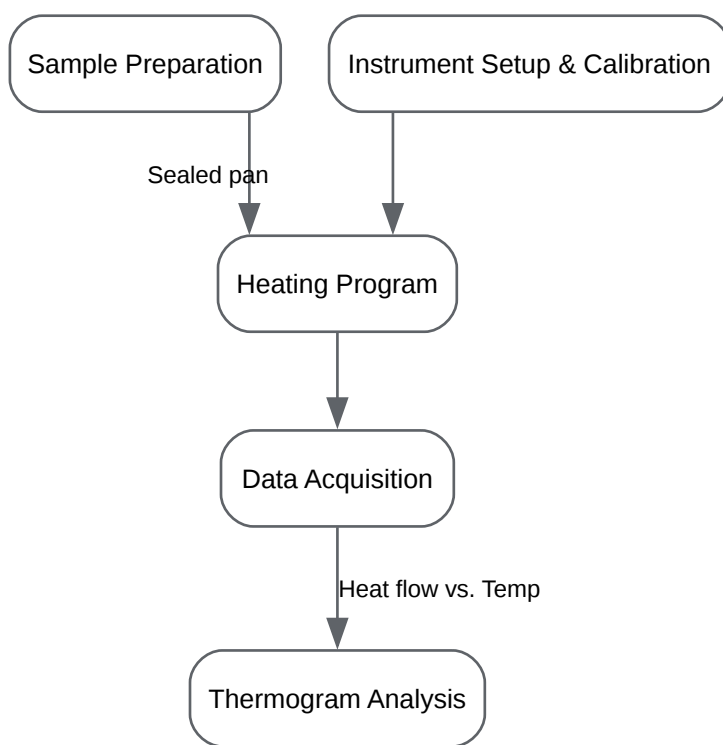 Sample Preparation
Instrument Setup & Calibration
Sealed pan
Heating Program
Data Acquisition
Heat flow vs. Temp
Thermogram Analysis